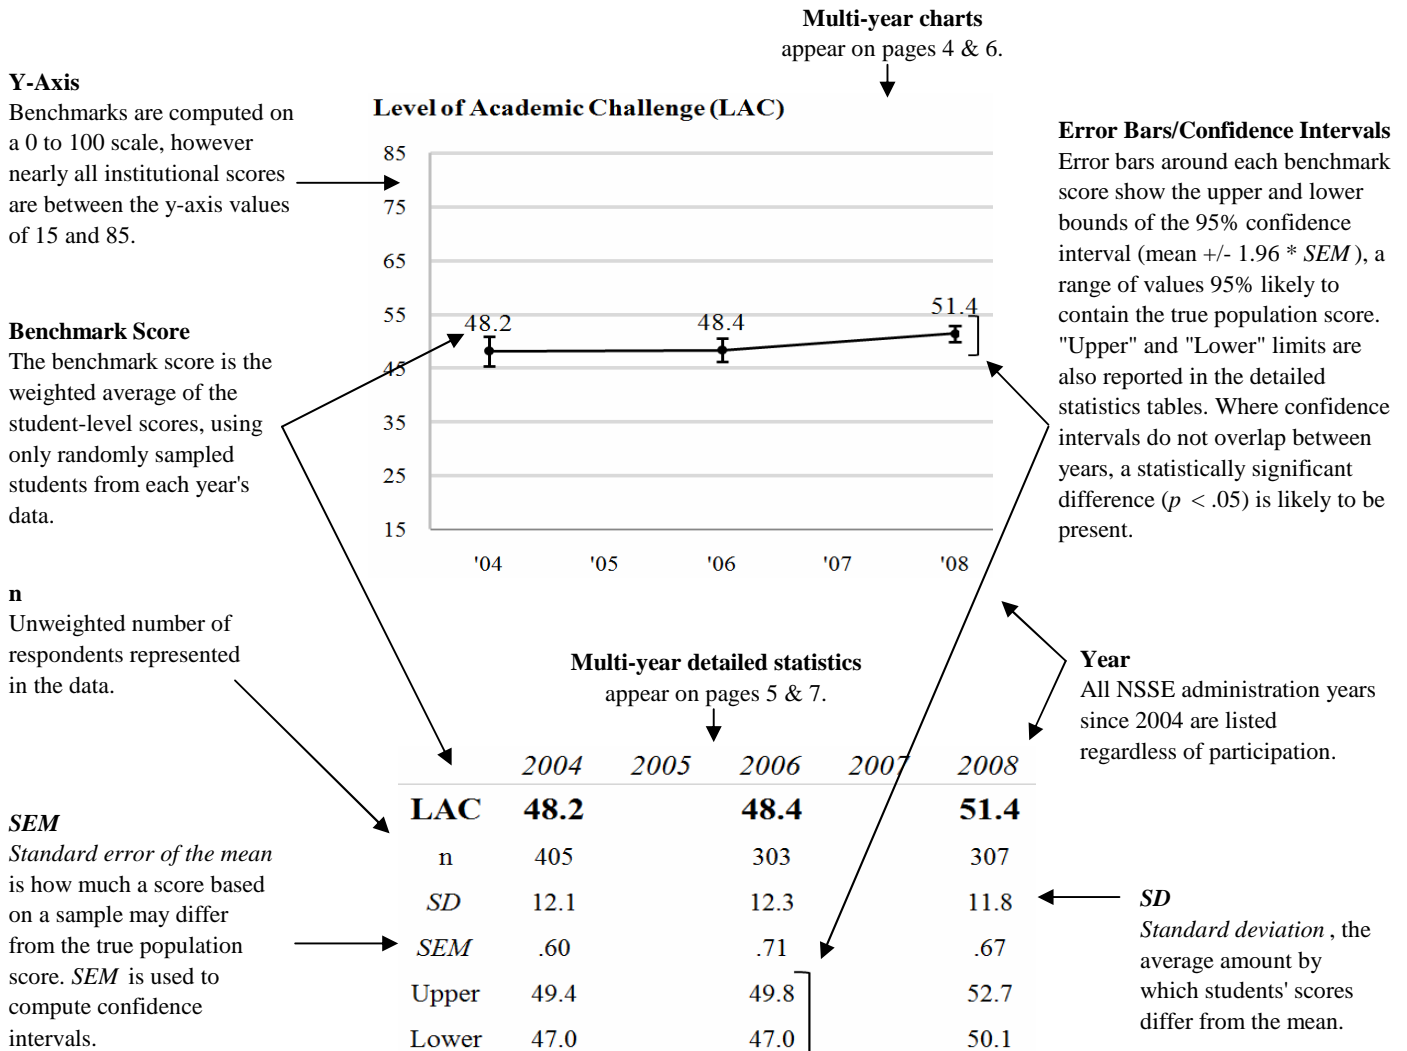 Multi-year charts
appear on pages 4 & 6.
Y-Axis
Benchmarks are computed on
a 0 to 100 scale, however
nearly all institutional scores
are between the y-axis values
of 15 and 85.
Benchmark Score
The benchmark score is the
weighted average of the
student-level scores, using
only randomly sampled
students from each year's
data.
n
Unweighted number of
respondents represented
in the data.
SEM
Standard error of the mean
is how much a score based
on a sample may differ
from the true population
score. SEM is used to
compute confidence
intervals.
Level of Academic Challenge (LAC)
85
75
65
55
45
35
25
15
48.2
48.4
51.4
'04 '05 '06 '07 '08
Error Bars/Confidence Intervals
Error bars around each benchmark
score show the upper and lower
bounds of the 95% confidence
interval (mean +/- 1.96 * SEM ), a
range of values 95% likely to
contain the true population score.
"Upper" and "Lower" limits are
also reported in the detailed
statistics tables. Where confidence
intervals do not overlap between
years, a statistically significant
difference (p < .05) is likely to be
present.
Year
All NSSE administration years
since 2004 are listed
regardless of participation.
Multi-year detailed statistics
appear on pages 5 & 7.
2004 2005 2006 2007 2008
LAC 48.2 48.4 51.4
n 405 303 307
SD 12.1 12.3 11.8
SEM .60 .71 .67
Upper 49.4 49.8 52.7
Lower 47.0 47.0 50.1
SD
Standard deviation , the
average amount by
which students' scores
differ from the mean.